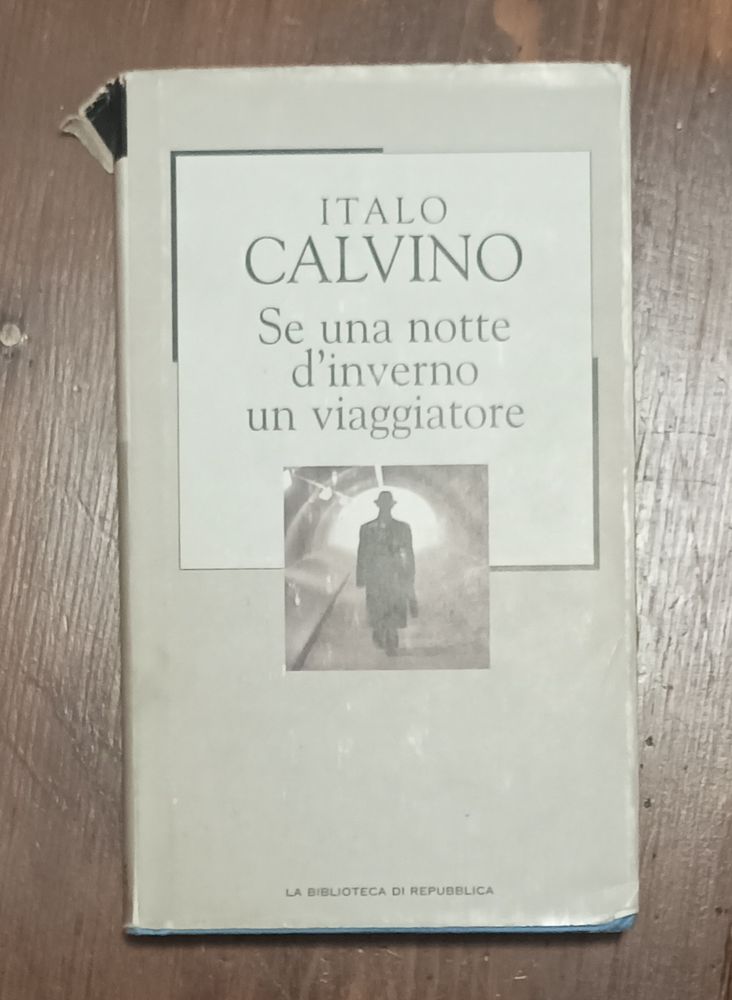 ITALO
CALVINO
Se una notte
d'inverno
un viaggiatore
LA BIBLIOTECA DI REPUBBLICA